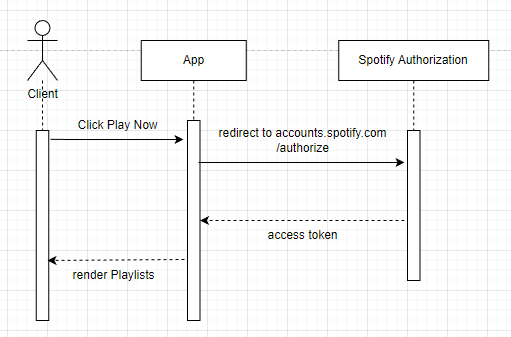 Client
App
Spotify Authorization
Click Play Now
redirect to accounts.spotify.com
/authorize
access token
render Playlists